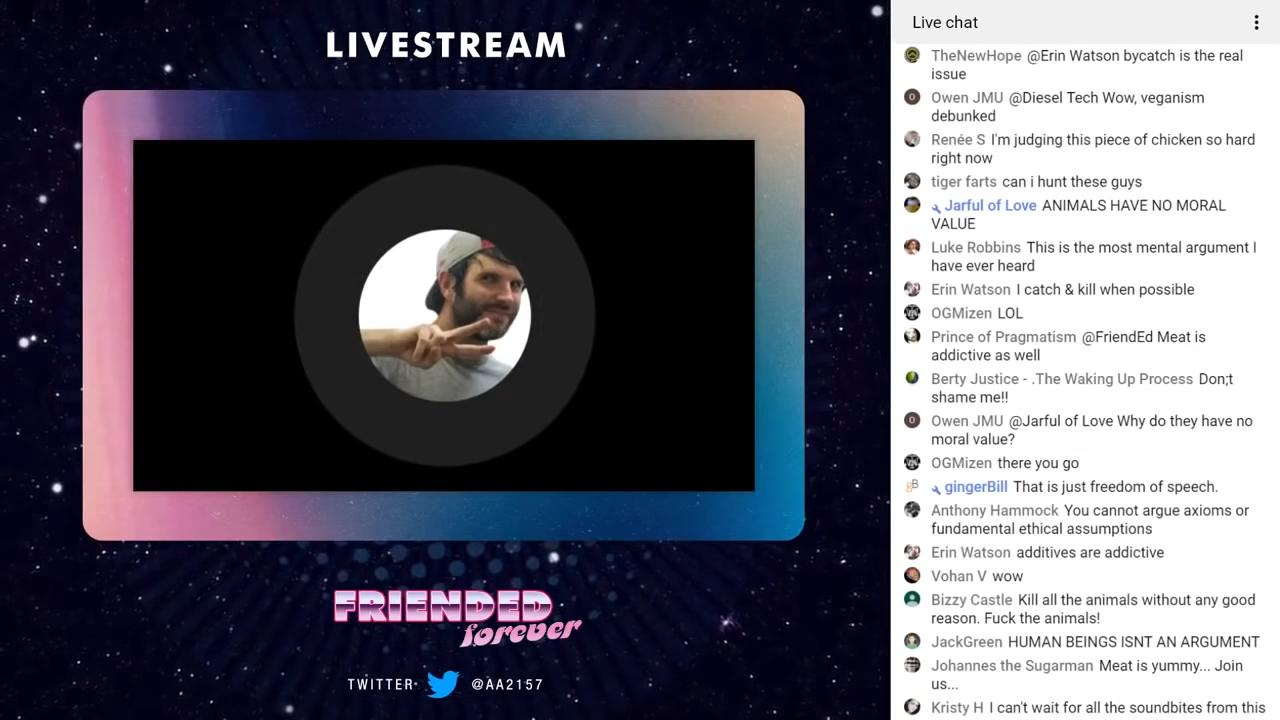 LIVESTREAM
FRIENDED
forever
TWITTER
@AA2157
Live chat
TheNewHope @Erin Watson bycatch is the real
issue
O Owen JMU @Diesel Tech Wow, veganism
debunked
Renée S I'm judging this piece of chicken so hard
right now
tiger farts can i hunt these guys
Jarful of Love ANIMALS HAVE NO MORAL
VALUE
Luke Robbins This is the most mental argument I
have ever heard
Erin Watson I catch & kill when possible
OGMizen LOL
Prince of Pragmatism @FriendEd Meat is
addictive as well
Berty Justice - .The Waking Up Process Don;t
shame me!!
O Owen JMU @Jarful of Love Why do they have no
moral value?
OGMizen there you go
gB gingerBill That is just freedom of speech.
Anthony Hammock You cannot argue axioms or
fundamental ethical assumptions
Erin Watson additives are addictive
Vohan V wow
Bizzy Castle Kill all the animals without any good
reason. Fuck the animals!
JackGreen HUMAN BEINGS ISNT AN ARGUMENT
Johannes the Sugarman Meat is yummy... Join
us...
Kristy H I can't wait for all the soundbites from this